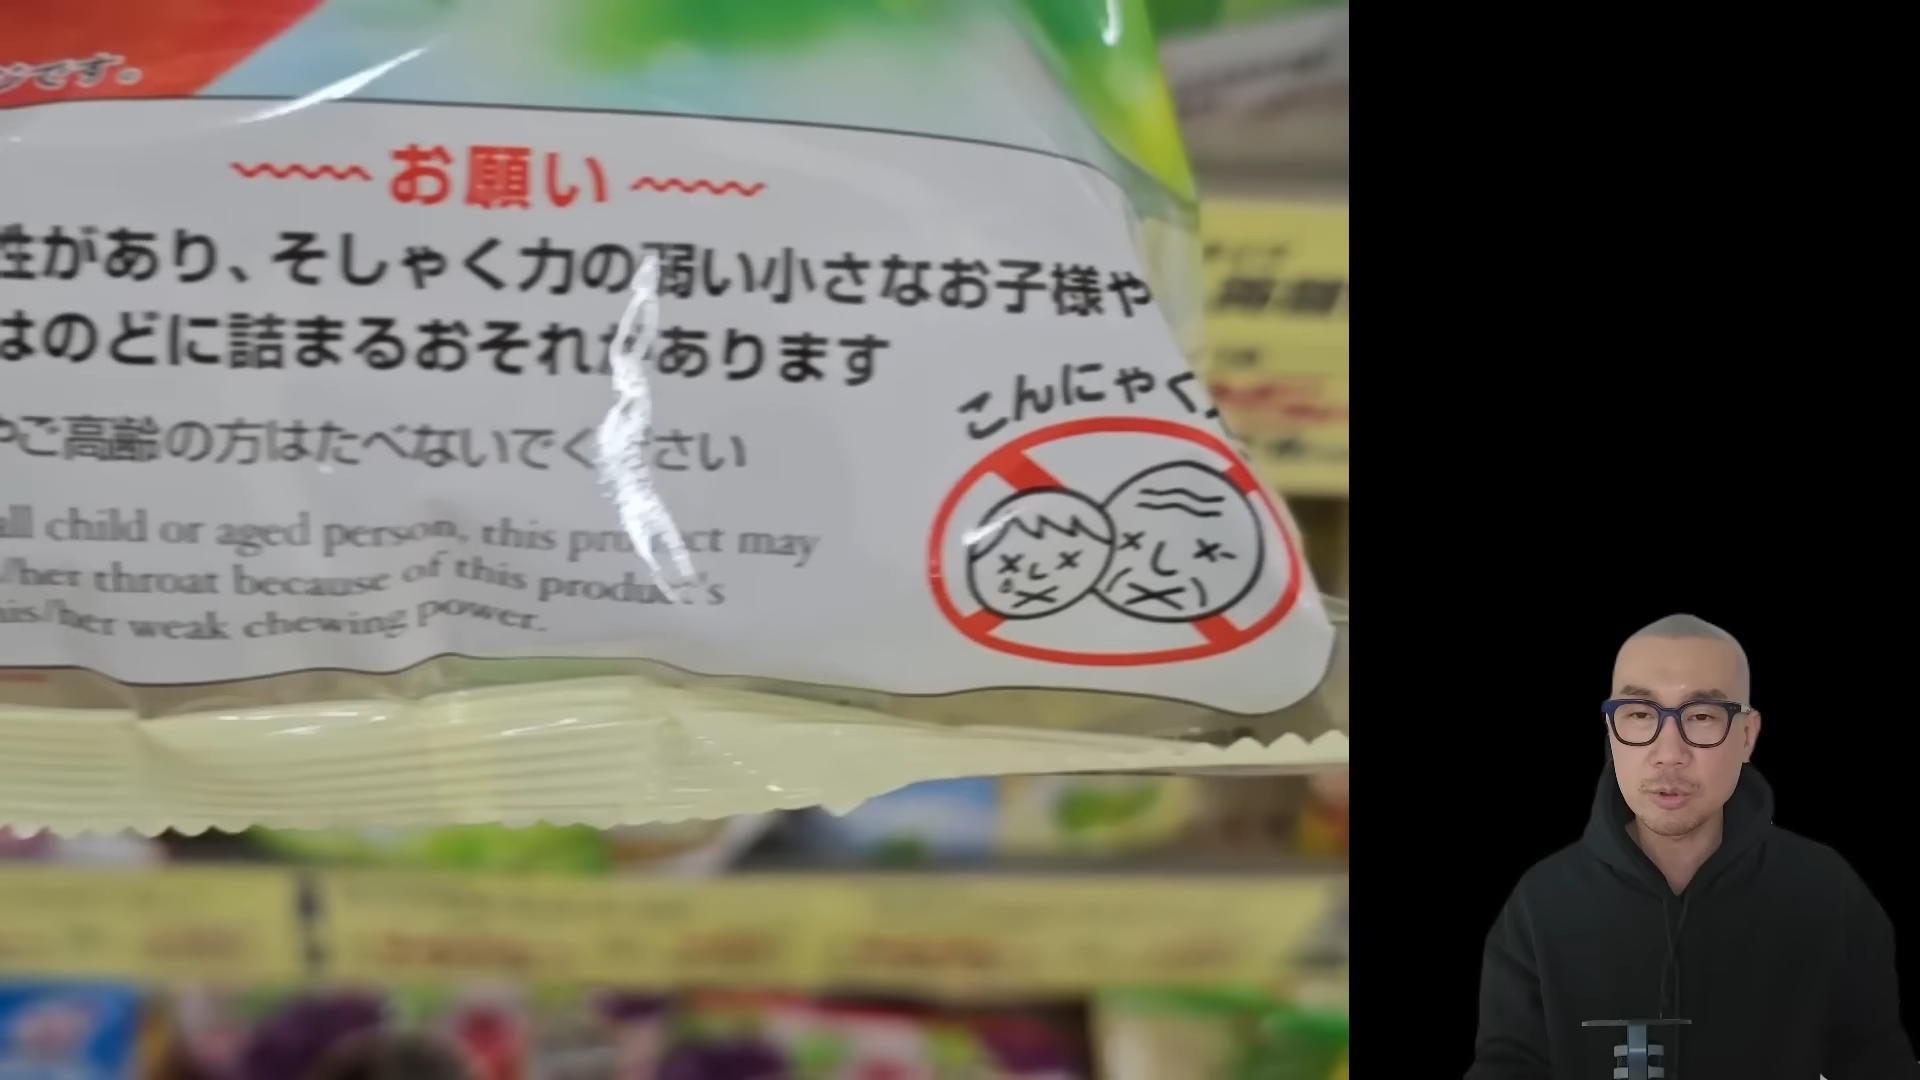 です。
お願い
性があり、そしゃく力の弱い小さなお子様や
はのどに詰まるおそれがあります
やご高齢の方はたべないでください
all child or aged person, this product may
/her throat because of this product's
his/her weak chewing power.
こんにゃく